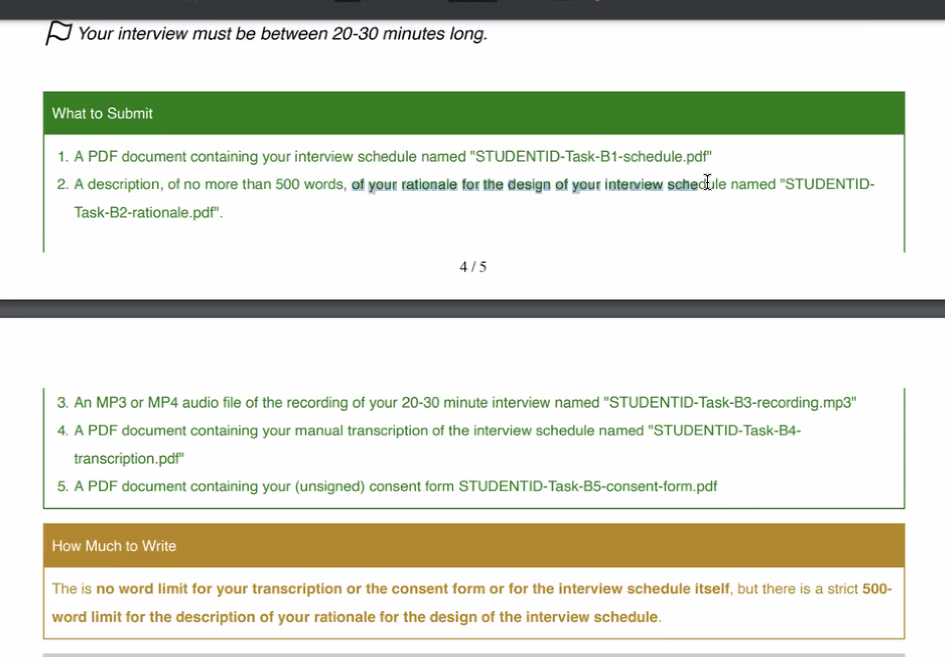 Your interview must be between 20-30 minutes long.
What to Submit
1. A PDF document containing your interview schedule named "STUDENTID-Task-B1-schedule.pdf"
2. A description, of no more than 500 words, of your rationale for the design of your interview schedule named "STUDENTID-
Task-B2-rationale.pdf".
4 / 5
3. An MP3 or MP4 audio file of the recording of your 20-30 minute interview named "STUDENTID-Task-B3-recording.mp3"
4. A PDF document containing your manual transcription of the interview schedule named "STUDENTID-Task-B4-
transcription.pdf"
5. A PDF document containing your (unsigned) consent form STUDENTID-Task-B5-consent-form.pdf
How Much to Write
The is no word limit for your transcription or the consent form or for the interview schedule itself, but there is a strict 500-
word limit for the description of your rationale for the design of the interview schedule.